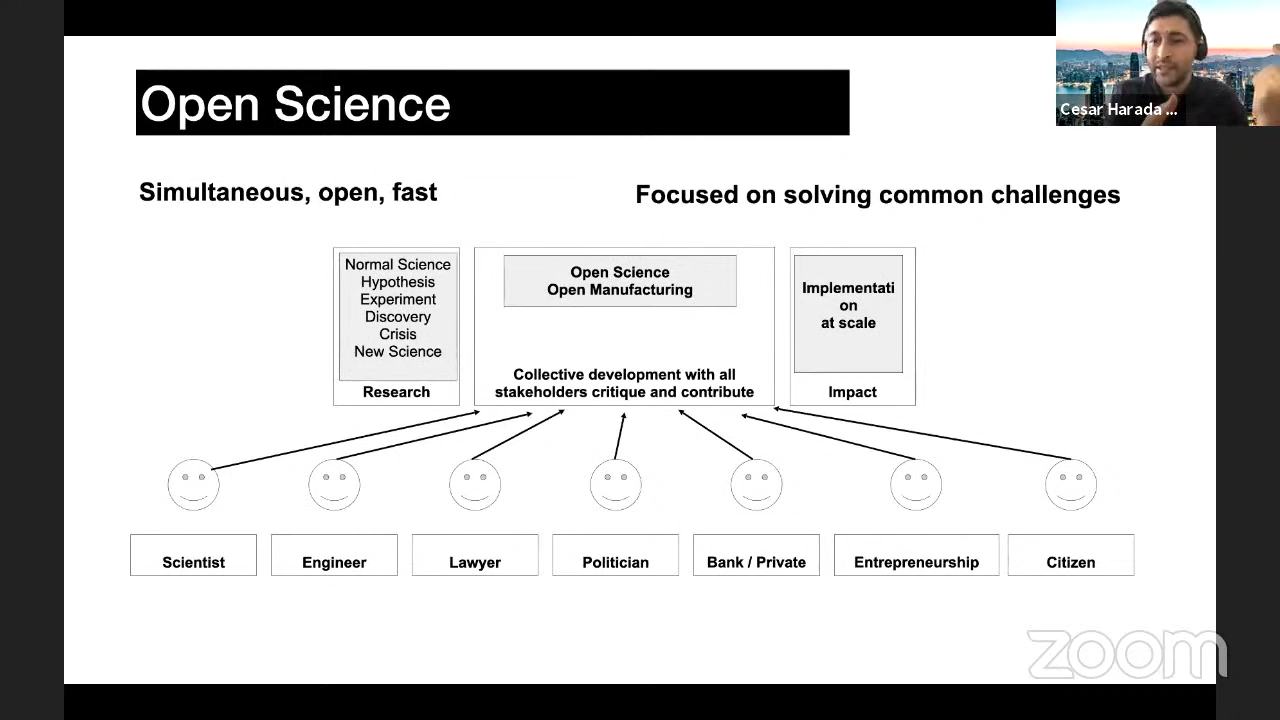 Open Science
Cesar Harada ...
Simultaneous, open, fast
Focused on solving common challenges
Normal Science
Hypothesis
Experiment
Discovery
Crisis
New Science
Research
Open Science
Open Manufacturing
Collective development with all
stakeholders critique and contribute
Implementati
on
at scale
Impact
Scientist
Engineer
Lawyer
Politician
Bank / Private
Entrepreneurship
Citizen
zoom